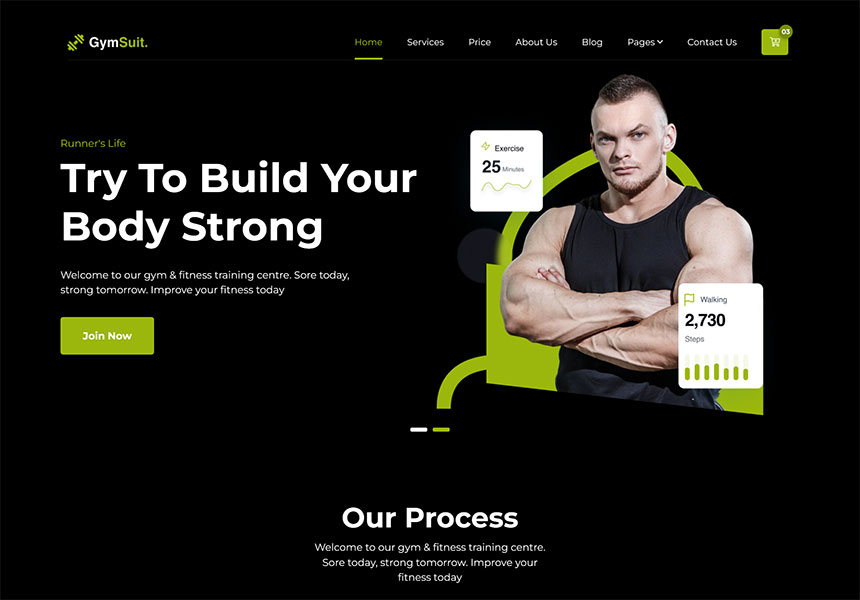 GymSuit.
Home
Services
Price
About Us
Blog
Pages
Contact Us
03
Runner's Life
Try To Build Your
Body Strong
Welcome to our gym & fitness training centre. Sore today,
strong tomorrow. Improve your fitness today
Join Now
Exercise
25 Minutes
Walking
2,730
Steps
Our Process
Welcome to our gym & fitness training centre.
Sore today, strong tomorrow. Improve your
fitness today